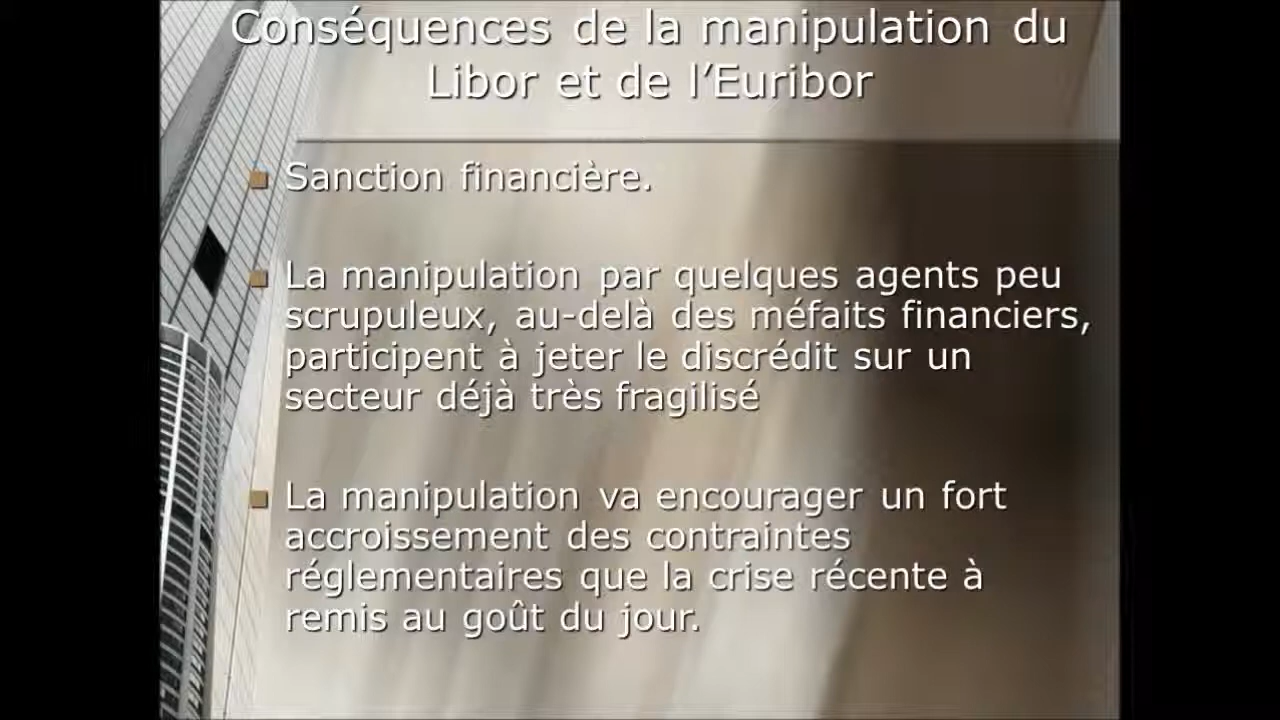 Conséquences de la manipulation du
Libor et de l’Euribor
Sanction financière.
La manipulation par quelques agents peu
scrupuleux, au-delà des méfaits financiers,
participent à jeter le discrédit sur un
secteur déjà très fragilisé
La manipulation va encourager un fort
accroissement des contraintes
réglementaires que la crise récente à
remis au goût du jour.